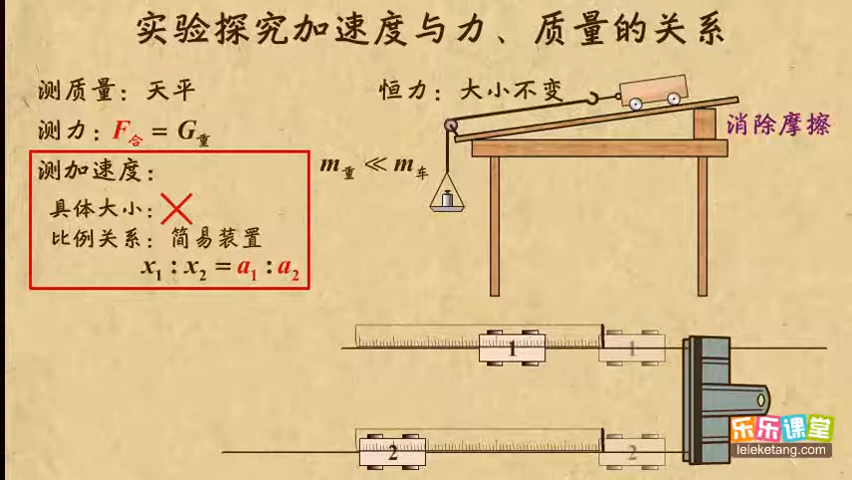 实验探究加速度与力、质量的关系
测质量：天平
恒力：大小不变
测力：F合 = G重
消除摩擦
测加速度：
m重 ≪ m车
具体大小：
比例关系：简易装置
x₁ : x₂ = a₁ : a₂
1 1
2 2
乐乐课堂
leleketang.com